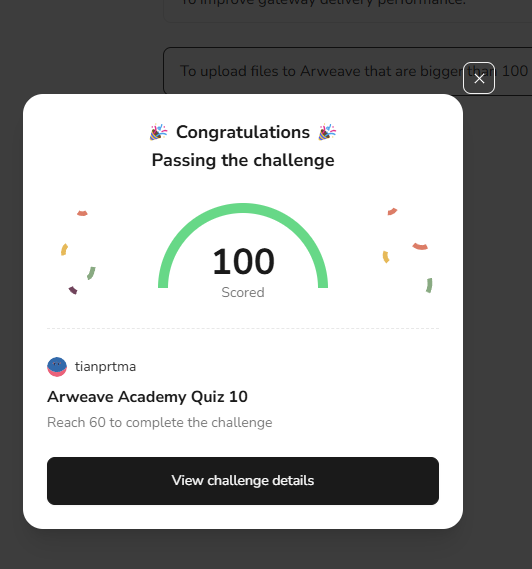 To improve gateway delivery performance.
To upload files to Arweave that are bigger than 100
Congratulations
Passing the challenge
100
Scored
tianprtma
Arweave Academy Quiz 10
Reach 60 to complete the challenge
View challenge details